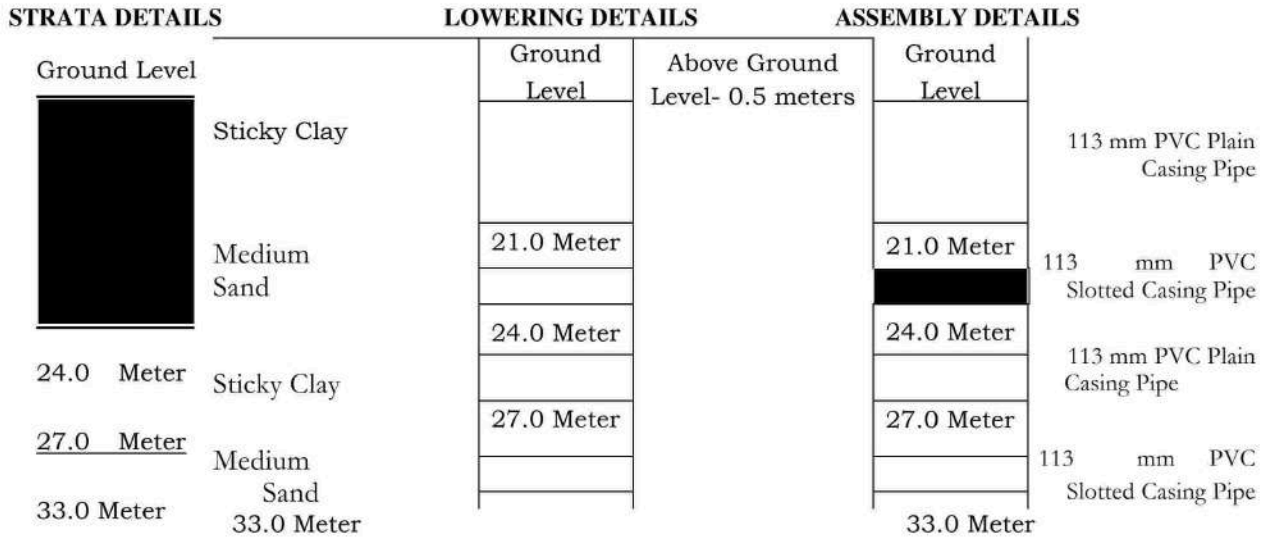 STRATA DETAILS LOWERING DETAILS ASSEMBLY DETAILS
Ground Level
Sticky Clay
Medium
Sand
24.0 Meter
Sticky Clay
27.0 Meter
Medium
Sand
33.0 Meter
33.0 Meter
Ground
Level
21.0 Meter
24.0 Meter
27.0 Meter
Above Ground
Level- 0.5 meters
Ground
Level
21.0 Meter
24.0 Meter
27.0 Meter
33.0 Meter
113 mm PVC Plain
Casing Pipe
113 mm PVC
Slotted Casing Pipe
113 mm PVC Plain
Casing Pipe
113 mm PVC
Slotted Casing Pipe